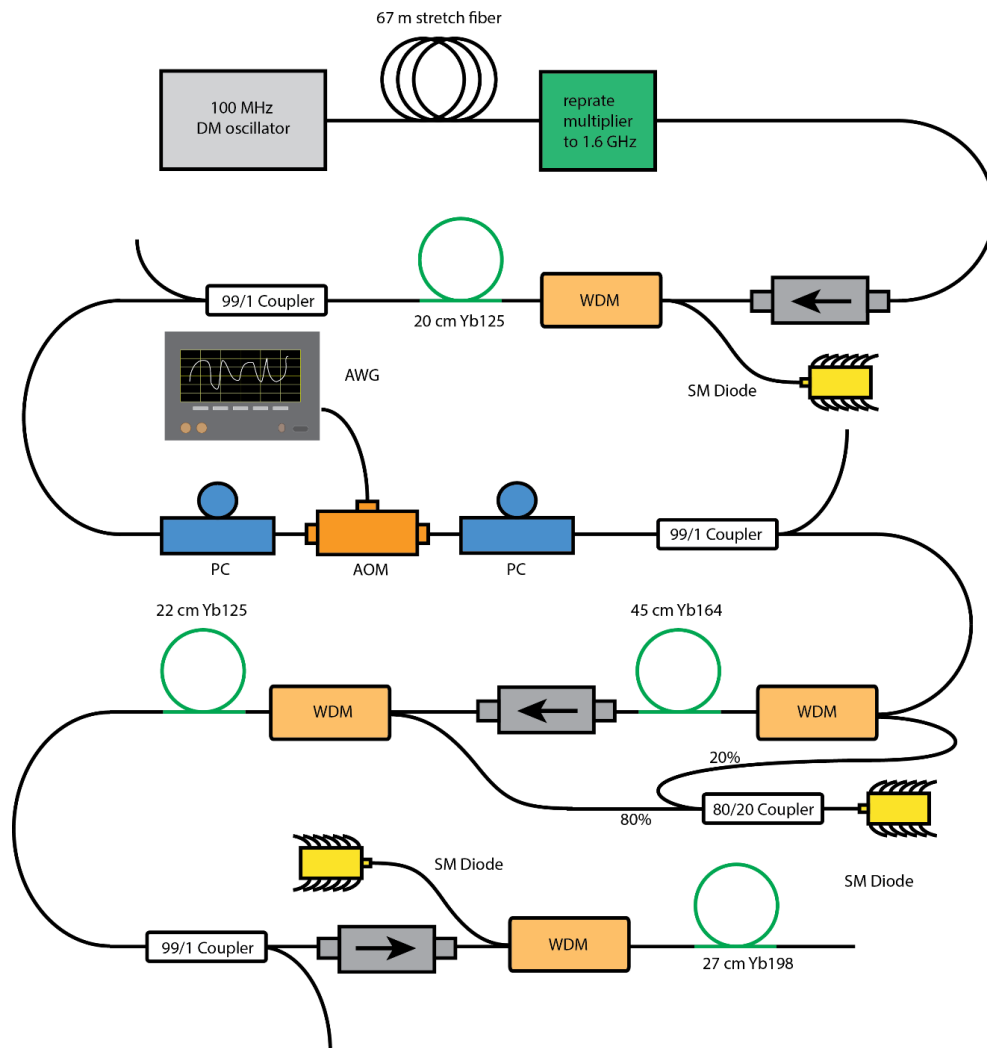 67 m stretch fiber
100 MHz
DM oscillator
reprate
multiplier
to 1.6 GHz
99/1 Coupler
20 cm Yb125
WDM
SM Diode
AWG
PC
AOM
PC
99/1 Coupler
22 cm Yb125
45 cm Yb164
WDM
WDM
20%
80%
80/20 Coupler
SM Diode
SM Diode
99/1 Coupler
WDM
27 cm Yb198